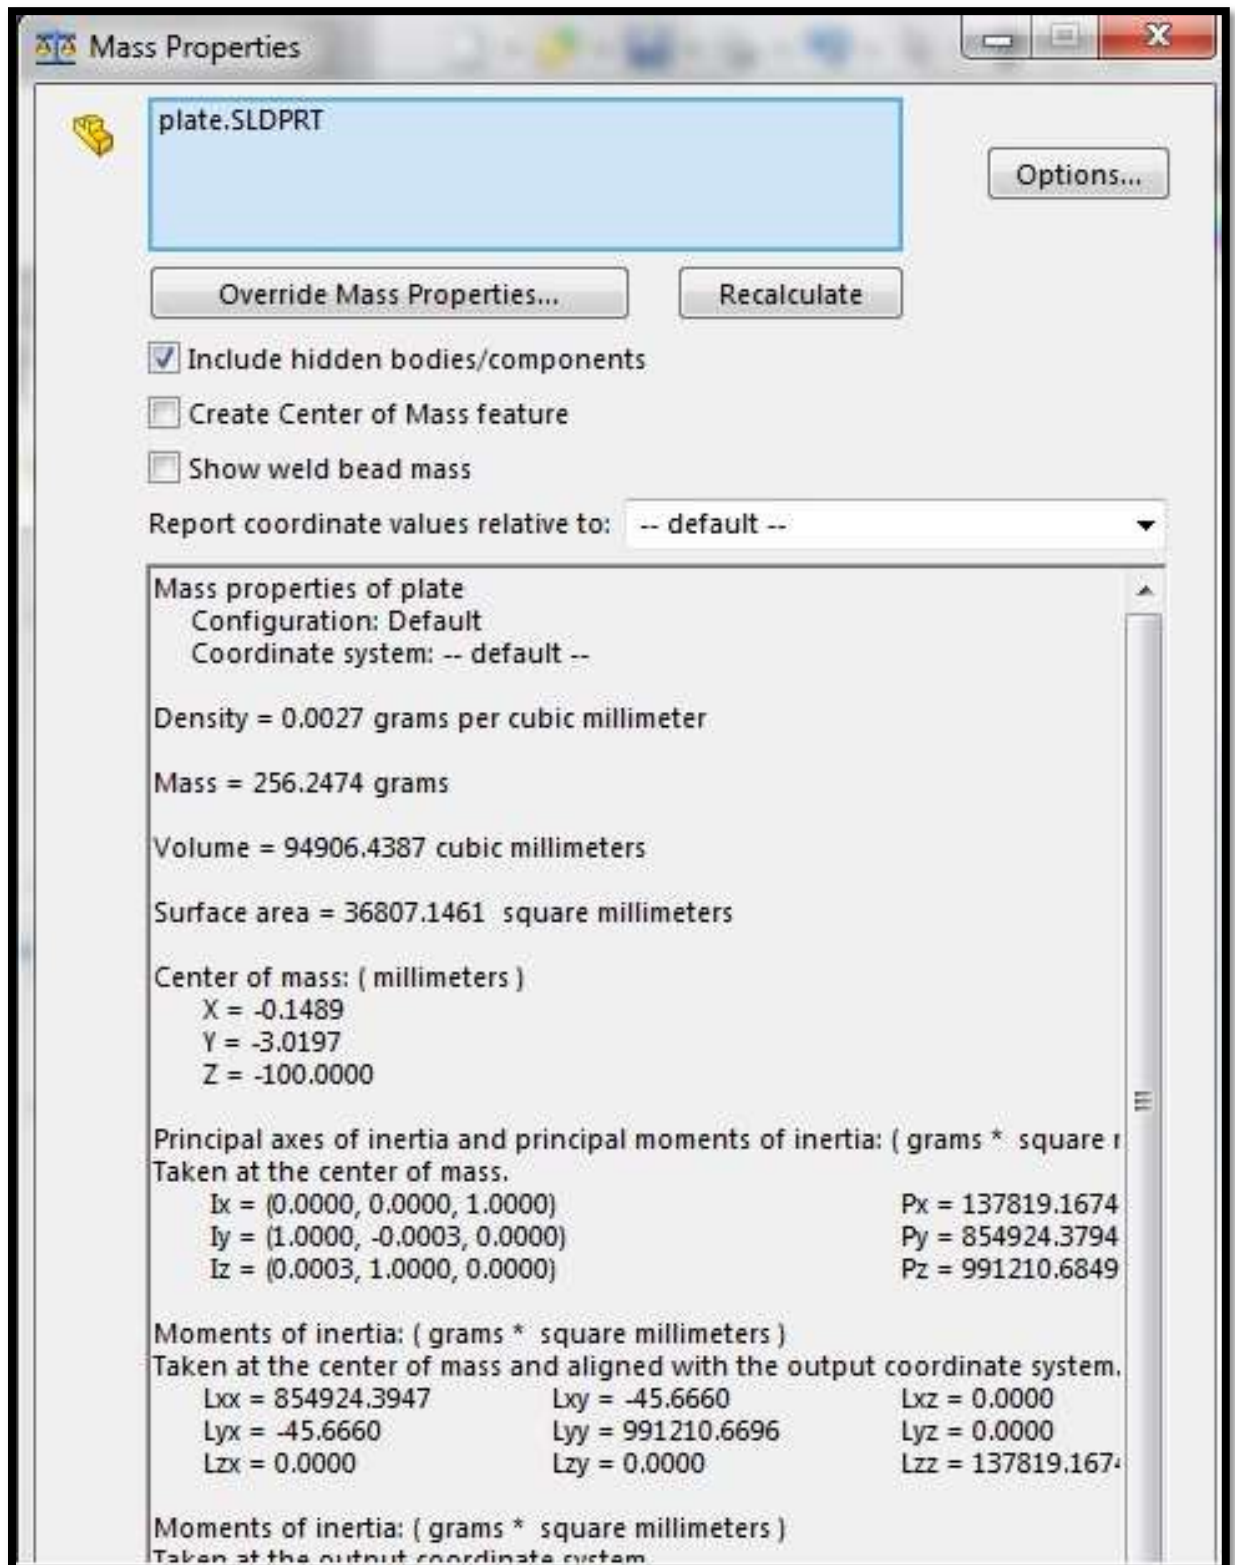 Mass Properties
plate.SLDPRT
Options...
Override Mass Properties... Recalculate
Include hidden bodies/components
Create Center of Mass feature
Show weld bead mass
Report coordinate values relative to: -- default --
Mass properties of plate
Configuration: Default
Coordinate system: -- default --
Density = 0.0027 grams per cubic millimeter
Mass = 256.2474 grams
Volume = 94906.4387 cubic millimeters
Surface area = 36807.1461 square millimeters
Center of mass: ( millimeters )
X = -0.1489
Y = -3.0197
Z = -100.0000
Principal axes of inertia and principal moments of inertia: ( grams * square
Taken at the center of mass.
Ix = (0.0000, 0.0000, 1.0000) Px = 137819.1674
Iy = (1.0000, -0.0003, 0.0000) Py = 854924.3794
Iz = (0.0003, 1.0000, 0.0000) Pz = 991210.6849
Moments of inertia: ( grams * square millimeters )
Taken at the center of mass and aligned with the output coordinate system.
Lxx = 854924.3947 Lxy = -45.6660 Lxz = 0.0000
Lyx = -45.6660 Lyy = 991210.6696 Lyz = 0.0000
Lzx = 0.0000 Lzy = 0.0000 Lzz = 137819.167
Moments of inertia: ( grams * square millimeters )
Taken at the output coordinate system.